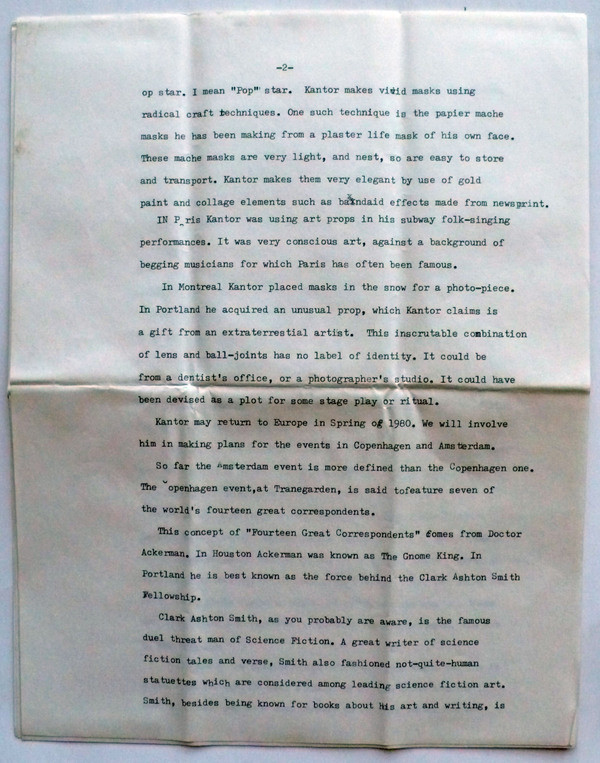 -2-
op star. I mean "Pop" star.  Kantor makes vivid masks using
radical craft techniques. One such technique is the papier mache
masks he has been making from a plaster life mask of his own face.
These mache masks are very light, and nest, so are easy to store
and transport. Kantor makes them very elegant by use of gold
paint and collage elements such as bandaid effects made from newsprint.
IN Paris Kantor was using art props in his subway folk-singing
performances. It was very conscious art, against a background of
begging musicians for which Paris has often been famous.
In Montreal Kantor placed masks in the snow for a photo-piece.
In Portland he acquired an unusual prop, which Kantor claims is
a gift from an extraterrestial artist.  This inscrutable combination
of lens and ball-joints has no label of identity. It could be
from a dentist's office, or a photographer's studio. It could have
been devised as a plot for some stage play or ritual.
Kantor may return to Europe in Spring of 1980. We will involve
him in making plans for the events in Copenhagen and Amsterdam.
So far the Amsterdam event is more defined than the Copenhagen one.
The Copenhagen event,at Tranegarden, is said tofeature seven of
the world's fourteen great correspondents.
This concept of "Fourteen Great Correspondents" comes from Doctor
Ackerman. In Houston Ackerman was known as The Gnome King. In
Portland he is best known as the force behind the Clark Ashton Smith
Fellowship.
Clark Ashton Smith, as you probably are aware, is the famous
duel threat man of Science Fiction. A great writer of science
fiction tales and verse, Smith also fashioned not-quite-human
statuettes which are considered among leading science fiction art.
Smith, besides being known for books about his art and writing, is